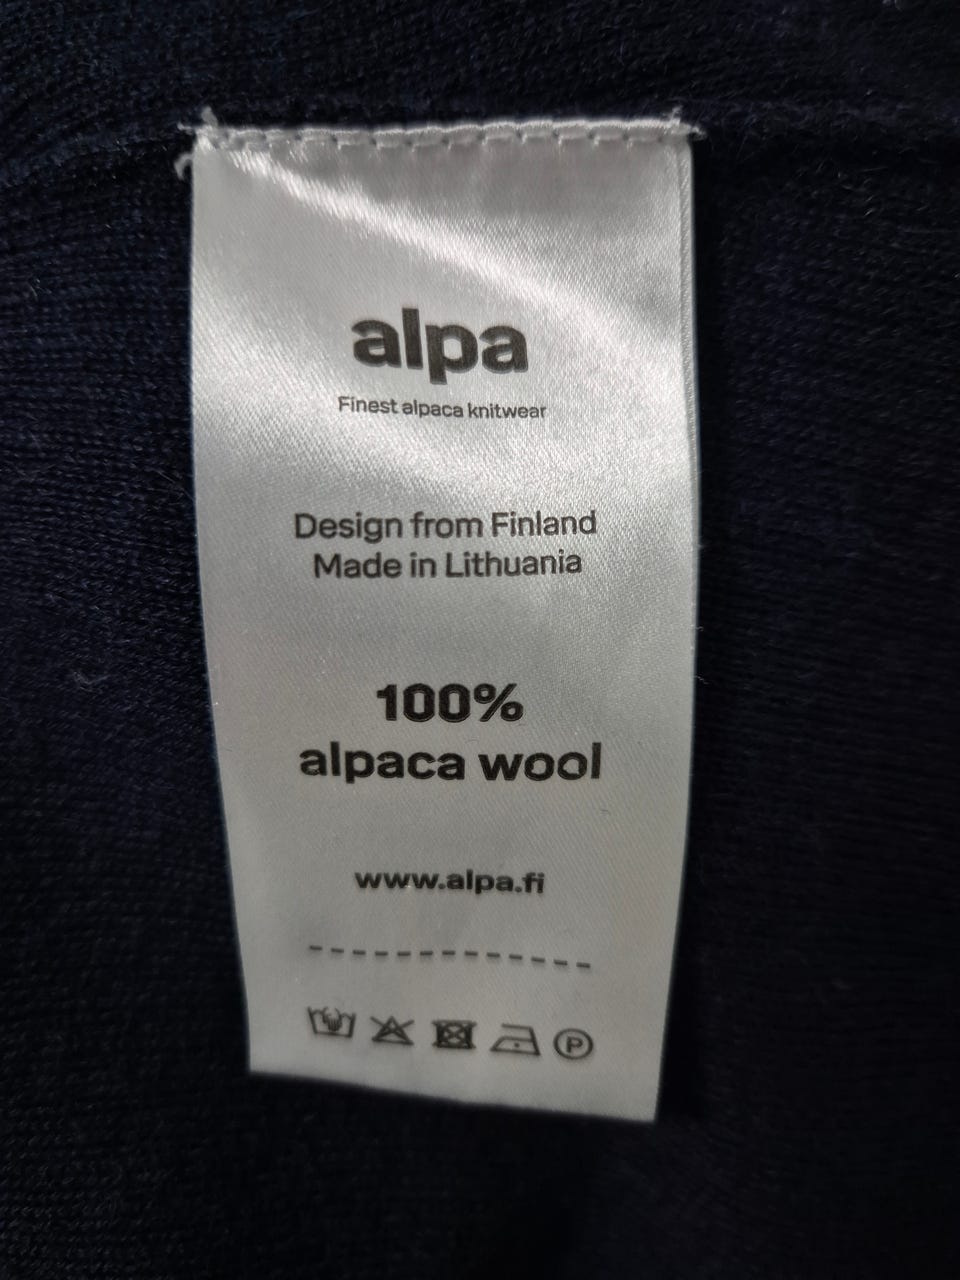 alpa
Finest alpaca knitwear
Design from Finland
Made in Lithuania
100%
alpaca wool
www.alpa.fi
P